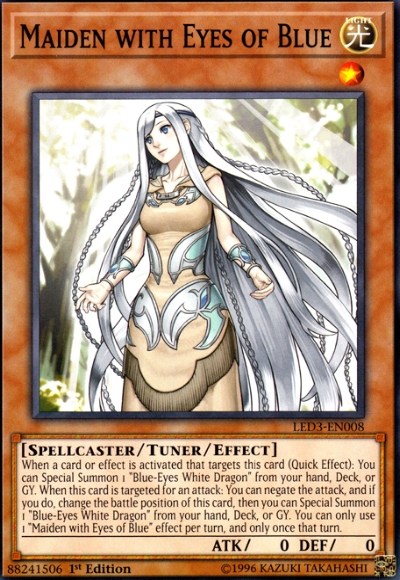 MAIDEN WITH EYES OF BLUE
LIGHT
光
LED3-EN008
[SPELLCASTER/TUNER/EFFECT]
When a card or effect is activated that targets this card (Quick Effect): You
can Special Summon 1 "Blue-Eyes White Dragon" from your hand, Deck, or
GY. When this card is targeted for an attack: You can negate the attack, and if
you do, change the battle position of this card, then you can Special Summon
1 "Blue-Eyes White Dragon" from your hand, Deck, or GY. You can only use
1 "Maiden with Eyes of Blue" effect per turn, and only once that turn.
ATK/ 0 DEF/ 0
88241506 1st Edition ©1996 KAZUKI TAKAHASHI